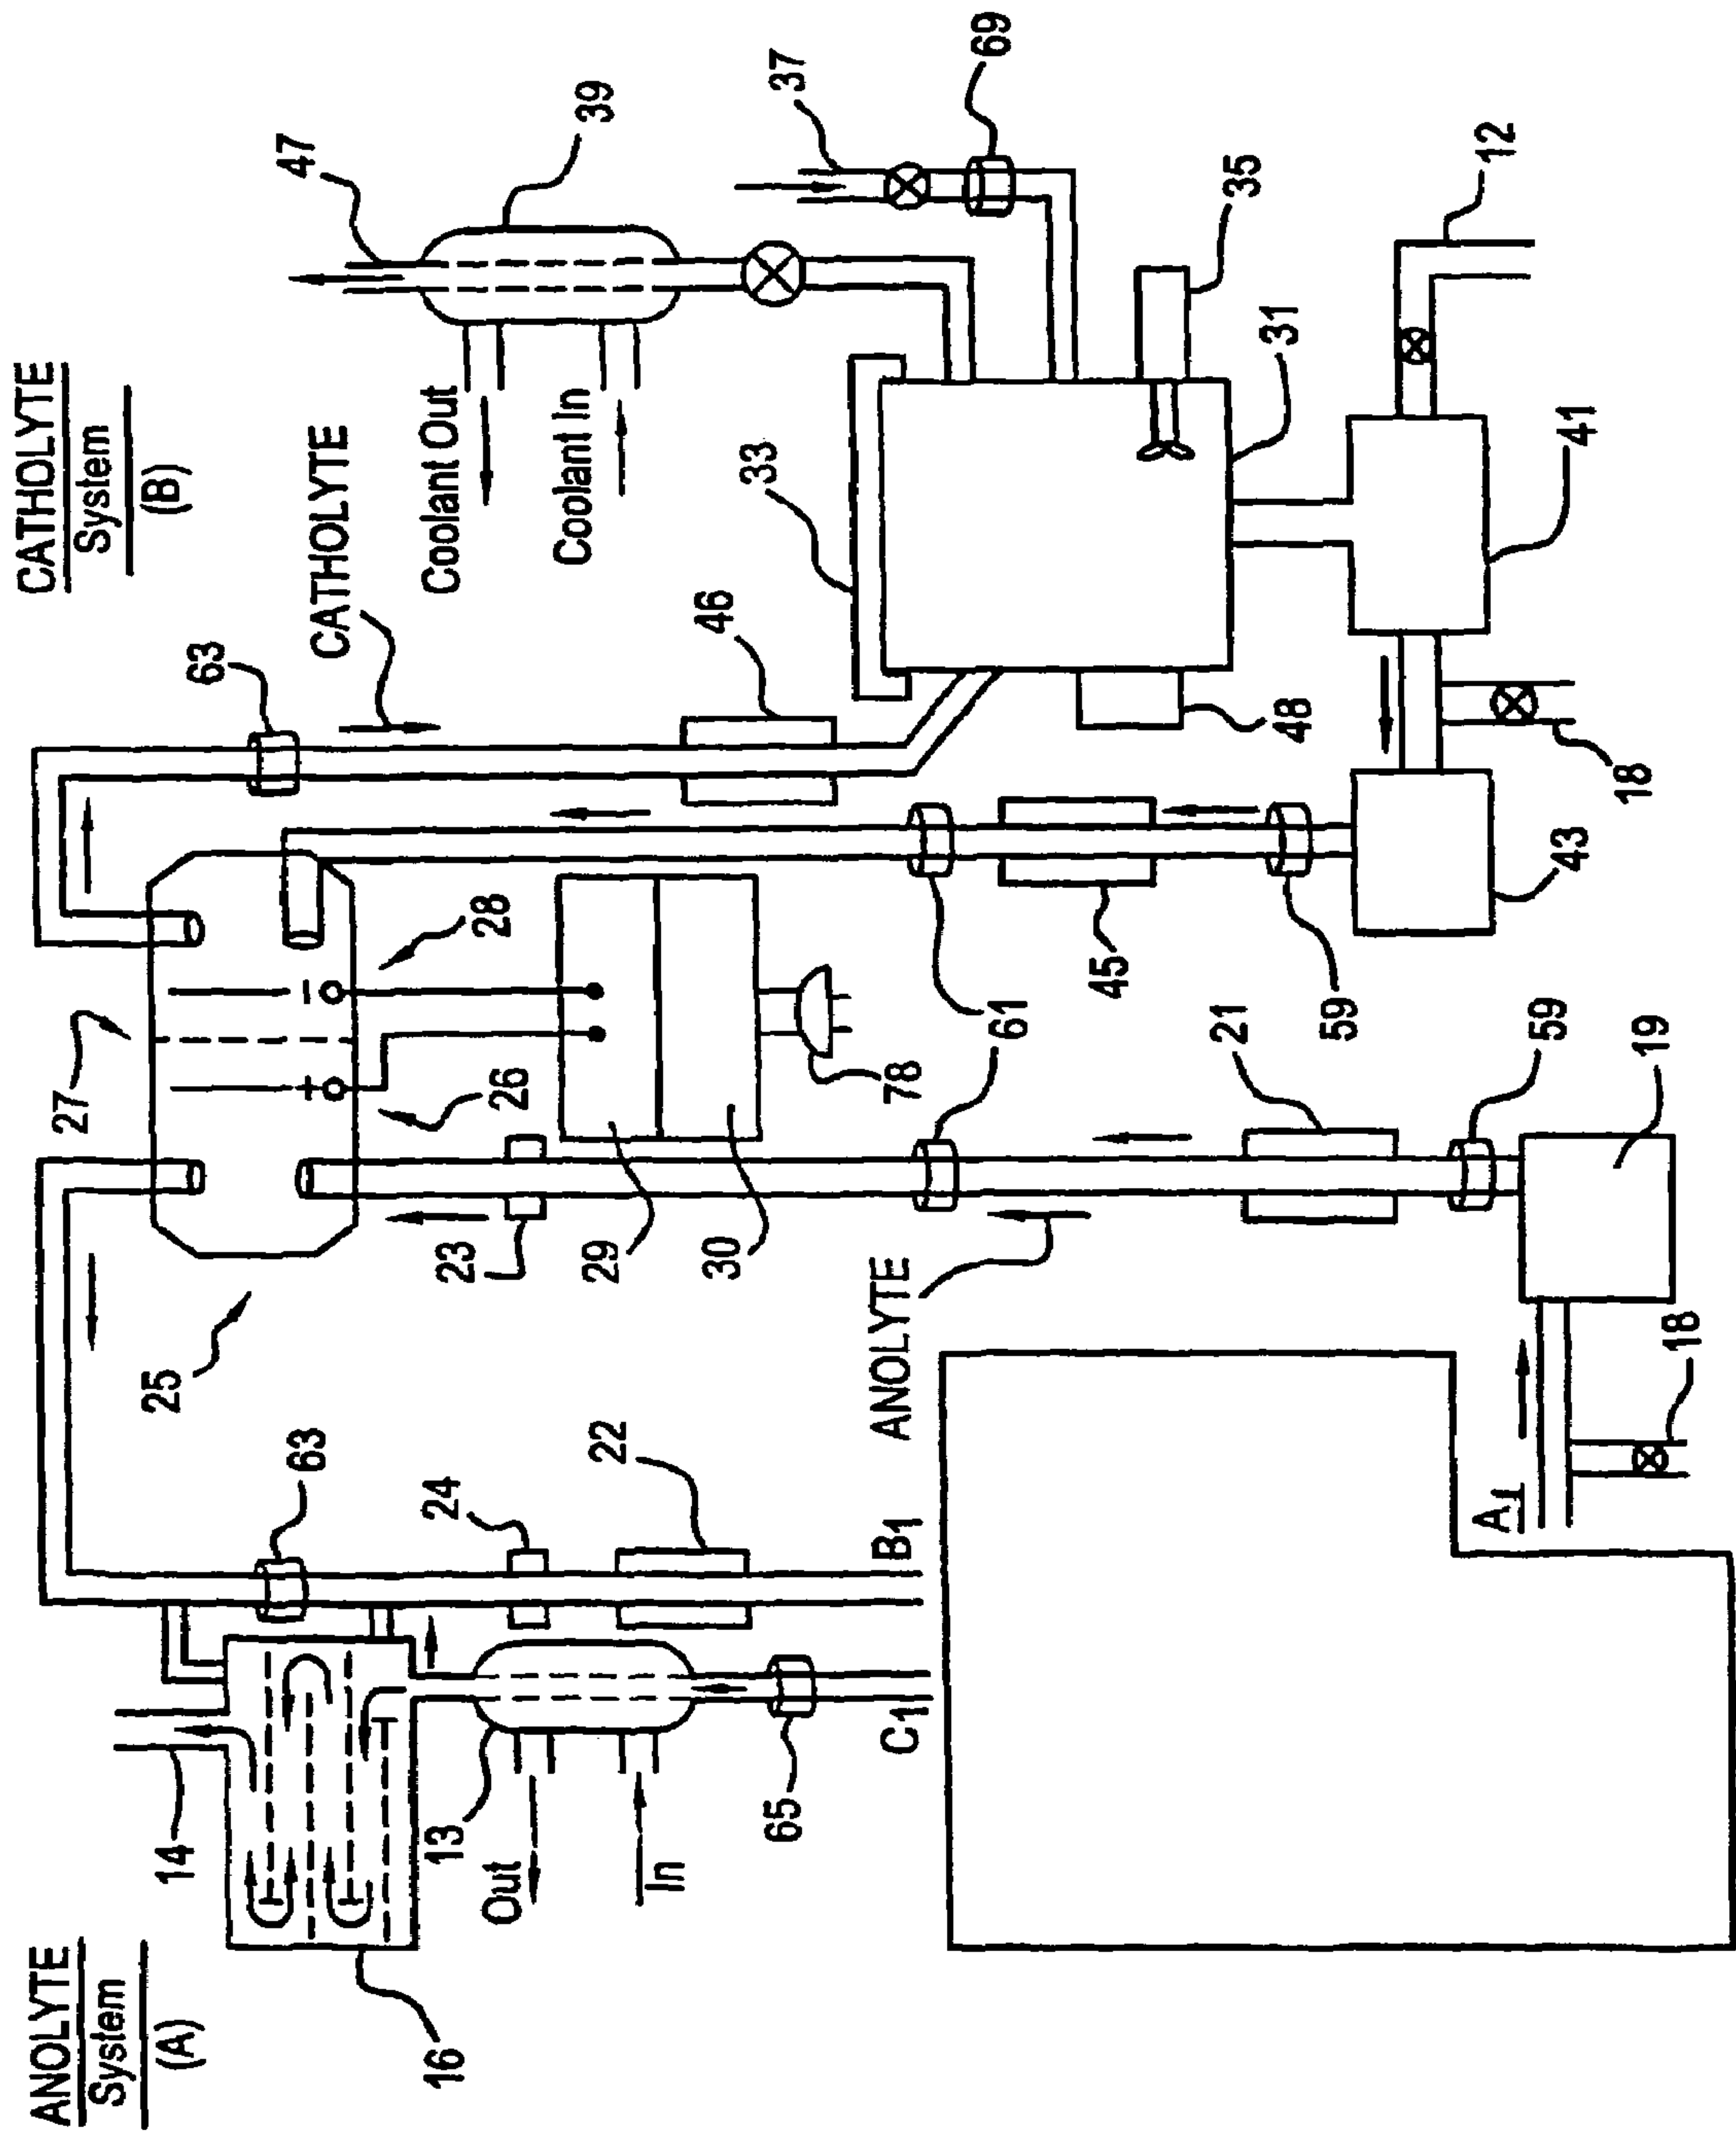 ANOLYTE
System
(A)
CATHOLYTE
System
(B)
14
16
63
24
22
13
Out
In
65
C1
B1
25
27
26
28
23
29
30
78
63
CATHOLYTE
46
47
39
Coolant Out
Coolant In
37
69
33
35
31
48
12
41
18
43
45
61
59
61
21
59
19
ANOLYTE
A1
18